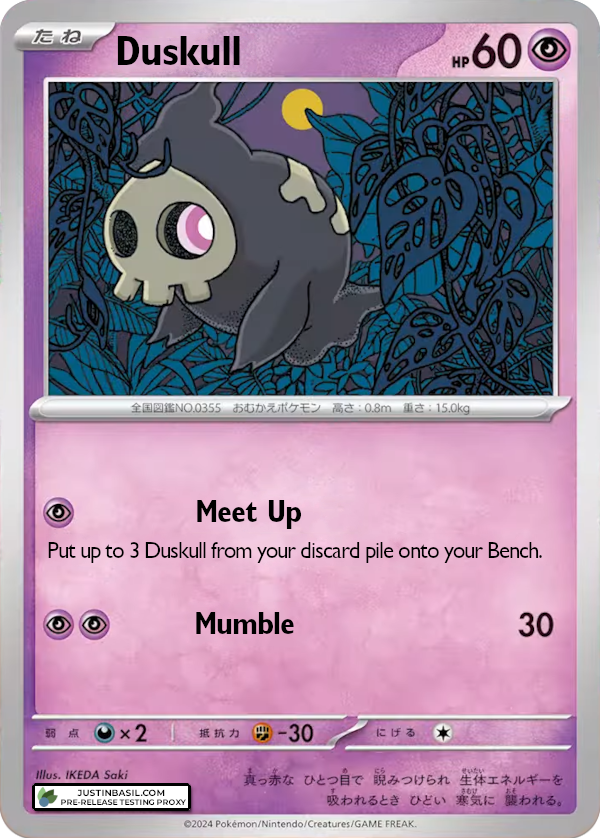 たね Duskull HP60
全国図鑑NO.0355 おむかえポケモン 高さ：0.8m 重さ：15.0kg
Meet Up
Put up to 3 Duskull from your discard pile onto your Bench.
Mumble 30
弱点 ×2 抵抗力 -30 にげる
Illus. IKEDA Saki
真っ赤な ひとつ目で 睨みつけられ 生体エネルギーを
吸われるとき ひどい 寒気に 襲われる。
JUSTINBASIL.COM
PRE-RELEASE TESTING PROXY
©2024 Pokémon/Nintendo/Creatures/GAME FREAK.